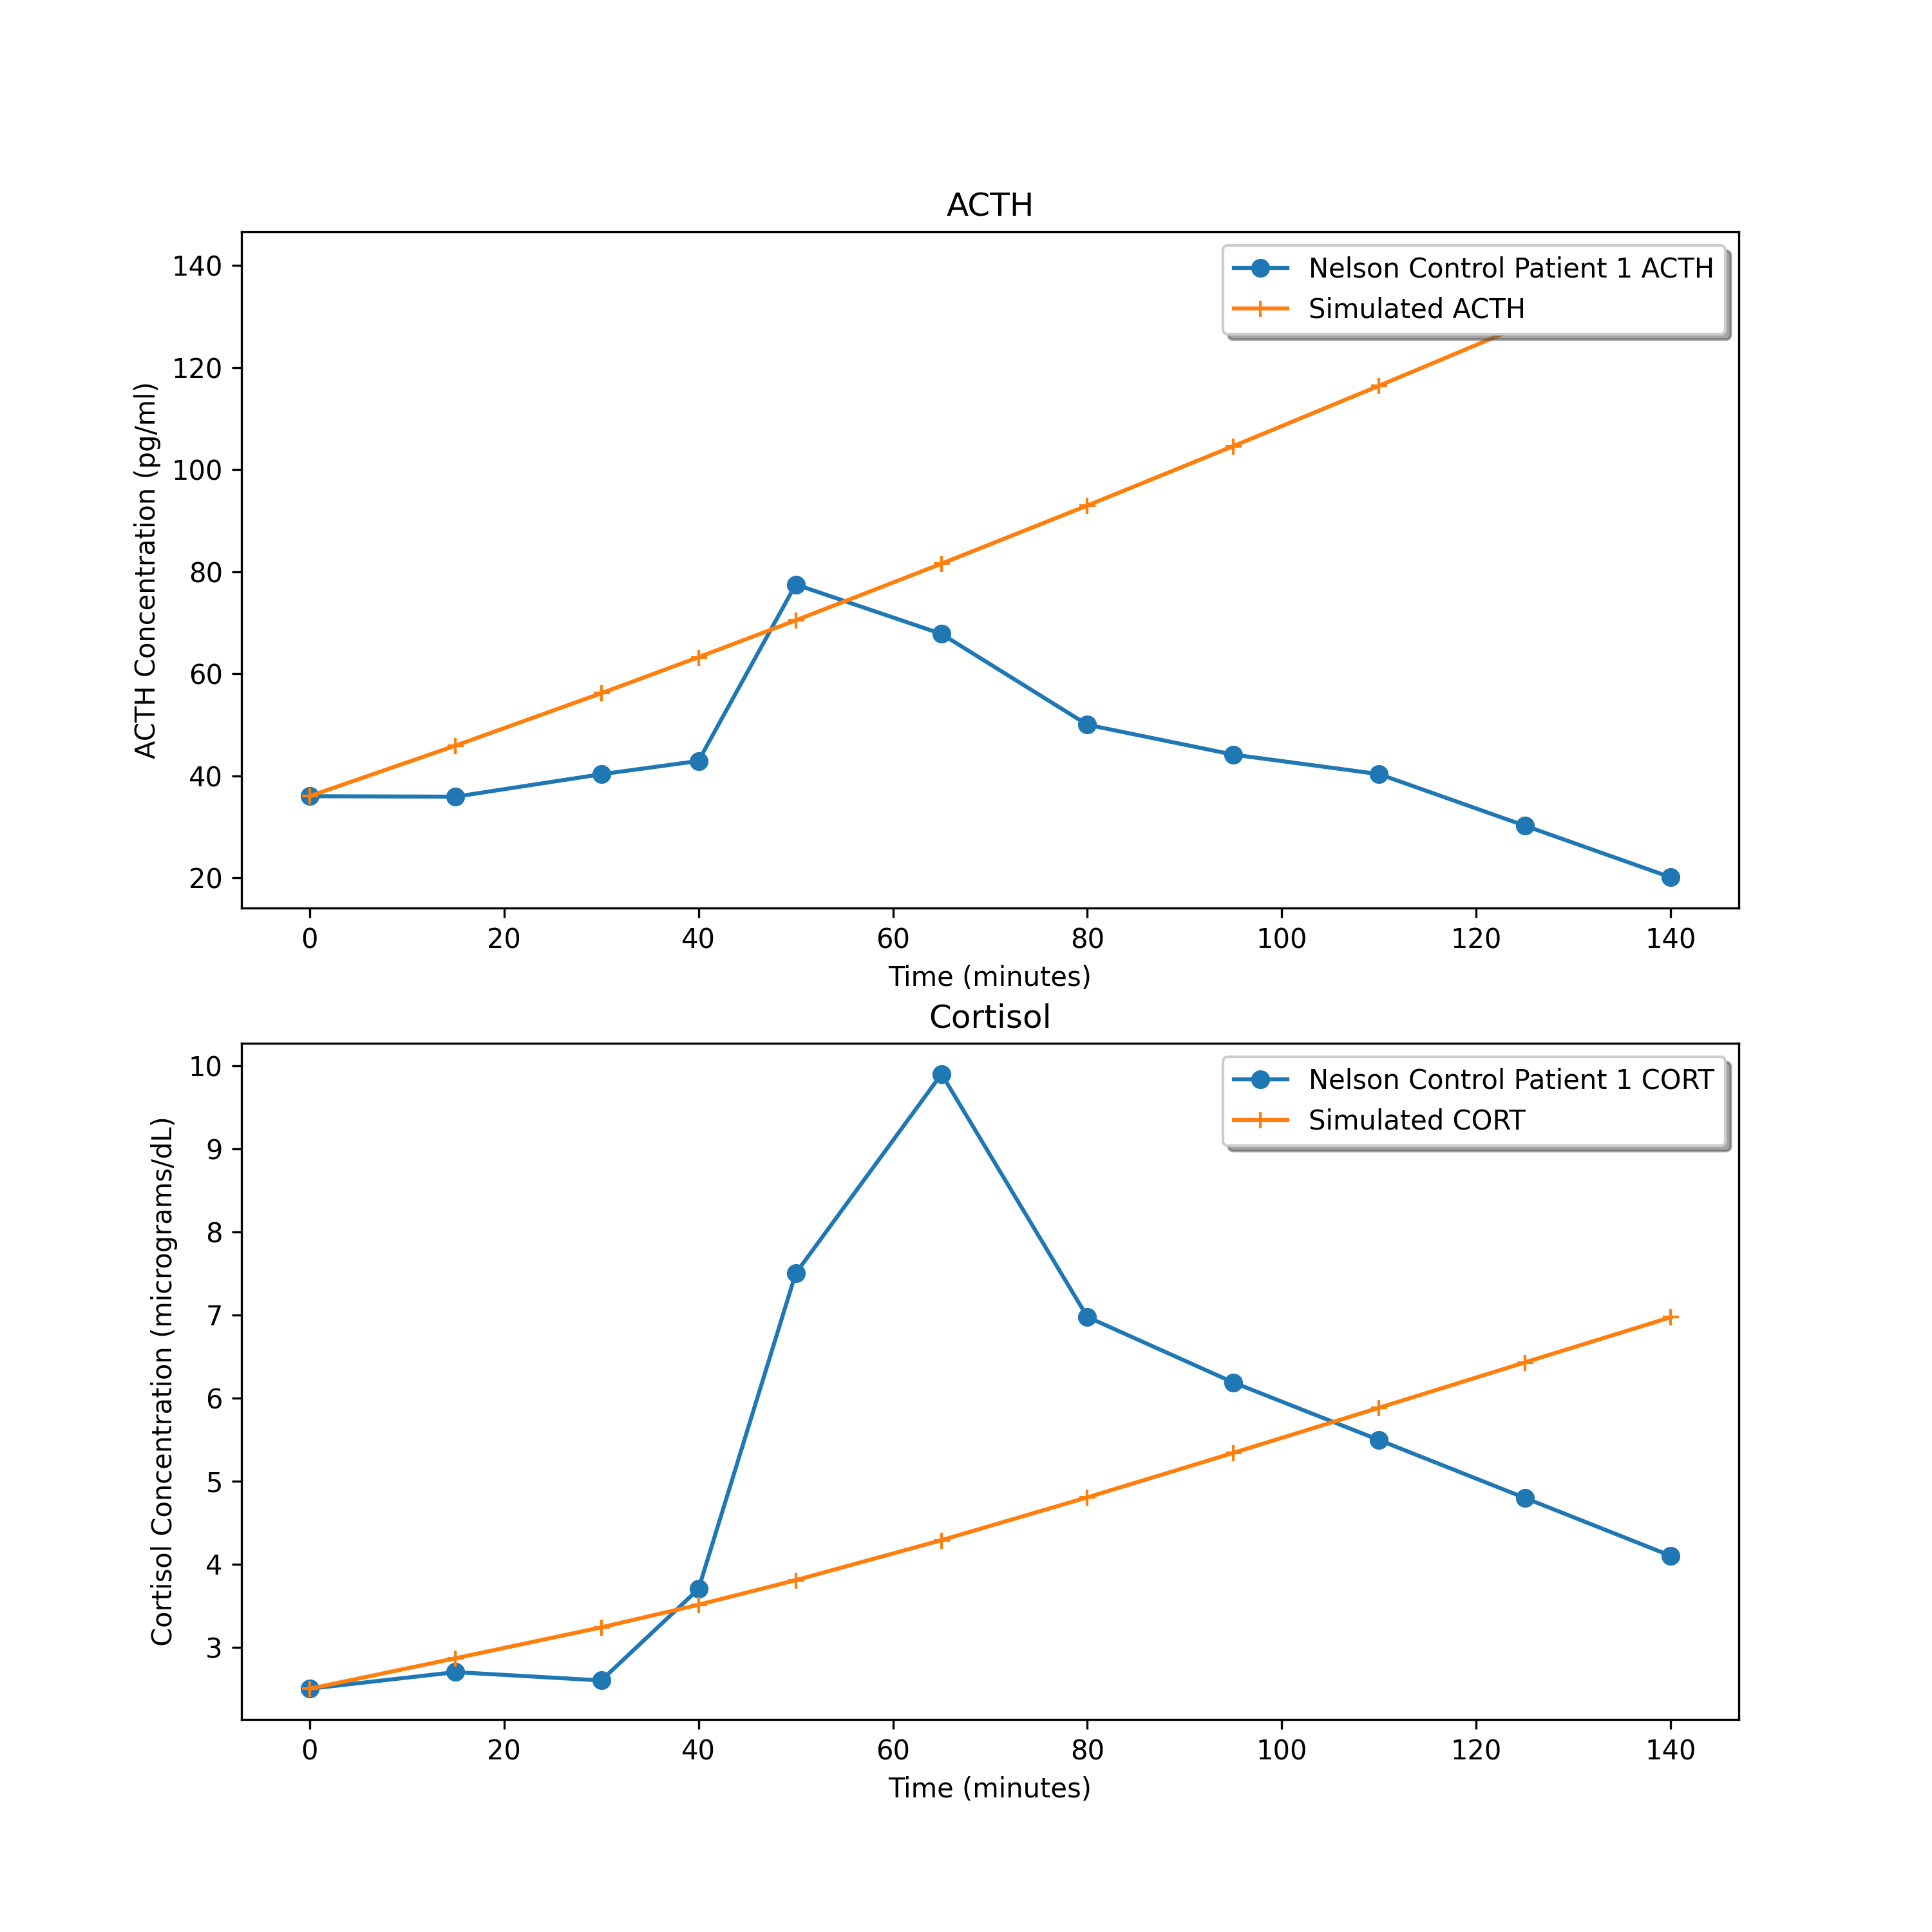 ACTH
ACTH Concentration (pg/ml)
140
120
100
80
60
40
20
Nelson Control Patient 1 ACTH
Simulated ACTH
0 20 40 60 80 100 120 140
Time (minutes)
Cortisol
Cortisol Concentration (micrograms/dL)
10
9
8
7
6
5
4
3
Nelson Control Patient 1 CORT
Simulated CORT
0 20 40 60 80 100 120 140
Time (minutes)